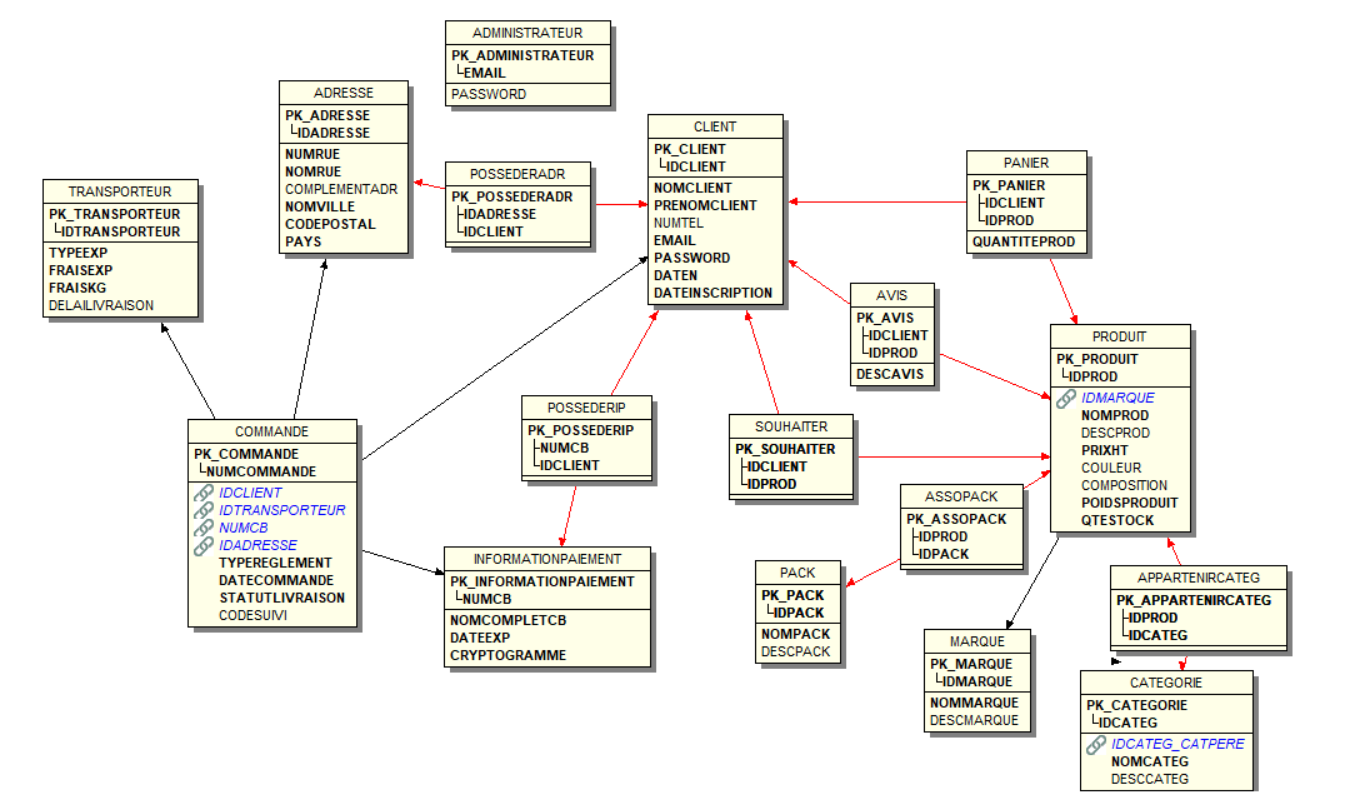 ADMINISTRATEUR
PK_ADMINISTRATEUR
EMAIL
PASSWORD
ADRESSE
PK_ADRESSE
IDADRESSE
NUMRUE
NOMRUE
COMPLEMENTADR
NOMVILLE
CODEPOSTAL
PAYS
CLIENT
PK_CLIENT
IDCLIENT
NOMCLIENT
PRENOMCLIENT
NUMTEL
EMAIL
PASSWORD
DATEN
DATEINSCRIPTION
POSSEDERADR
PK_POSSEDERADR
IDADRESSE
IDCLIENT
PANIER
PK_PANIER
IDCLIENT
IDPROD
QUANTITEPROD
TRANSPORTEUR
PK_TRANSPORTEUR
IDTRANSPORTEUR
TYPEEXP
FRAISEXP
FRAISKG
DELAILIVRAISON
AVIS
PK_AVIS
IDCLIENT
IDPROD
DESCAVIS
PRODUIT
PK_PRODUIT
IDPROD
IDMARQUE
NOMPROD
DESCPROD
PRIXHT
COULEUR
COMPOSITION
POIDSPRODUIT
QTESTOCK
POSSEDERIP
PK_POSSEDERIP
NUMCB
IDCLIENT
SOUHAITER
PK_SOUHAITER
IDCLIENT
IDPROD
COMMANDE
PK_COMMANDE
NUMCOMMANDE
IDCLIENT
IDTRANSPORTEUR
NUMCB
IDADRESSE
TYPEREGLEMENT
DATECOMMANDE
STATUTLIVRAISON
CODESUIVI
ASSOPACK
PK_ASSOPACK
IDPROD
IDPACK
INFORMATIONPAIEMENT
PK_INFORMATIONPAIEMENT
NUMCB
NOMCOMPLETCB
DATEEXP
CRYPTOGRAMME
PACK
PK_PACK
IDPACK
NOMPACK
DESCPACK
APPARTENIRCATEG
PK_APPARTENIRCATEG
IDPROD
IDCATEG
MARQUE
PK_MARQUE
IDMARQUE
NOMMARQUE
DESCMARQUE
CATEGORIE
PK_CATEGORIE
IDCATEG
IDCATEG_CATPERE
NOMCATEG
DESCCATEG